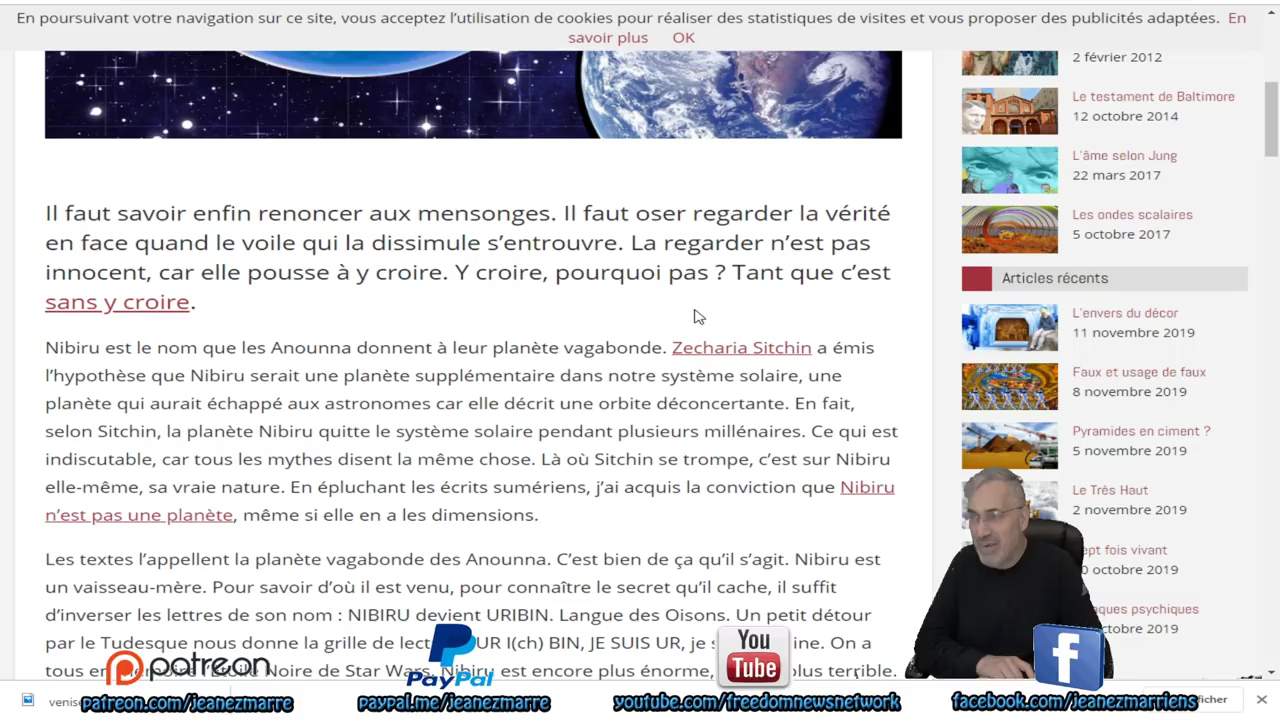 En poursuivant votre navigation sur ce site, vous acceptez l’utilisation de cookies pour réaliser des statistiques de visites et vous proposer des publicités adaptées. En
savoir plus OK
Il faut savoir enfin renoncer aux mensonges. Il faut oser regarder la vérité
en face quand le voile qui la dissimule s’entrouvre. La regarder n’est pas
innocent, car elle pousse à y croire. Y croire, pourquoi pas ? Tant que c’est
sans y croire.
Nibiru est le nom que les Anounna donnent à leur planète vagabonde. Zecharia Sitchin a émis
l’hypothèse que Nibiru serait une planète supplémentaire dans notre système solaire, une
planète qui aurait échappé aux astronomes car elle décrit une orbite déconcertante. En fait,
selon Sitchin, la planète Nibiru quitte le système solaire pendant plusieurs millénaires. Ce qui est
indiscutable, car tous les mythes disent la même chose. Là où Sitchin se trompe, c’est sur Nibiru
elle-même, sa vraie nature. En épluchant les écrits sumériens, j’ai acquis la conviction que Nibiru
n’est pas une planète, même si elle en a les dimensions.
Les textes l’appellent la planète vagabonde des Anounna. C’est bien de ça qu’il s’agit. Nibiru est
un vaisseau-mère. Pour savoir d’où il est venu, pour connaître le secret qu’il cache, il suffit
d’inverser les lettres de son nom : NIBIRU devient URIBIN. Langue des Oisons. Un petit détour
par le Tudesque nous donne la grille de UR I(ch) BIN, JE SUIS UR, je
tous en Noire de Star Wars. Nibiru est encore plus énorme, plus terrible.
2 février 2012
Le testament de Baltimore
12 octobre 2014
L’âme selon Jung
22 mars 2017
Les ondes scalaires
5 octobre 2017
Articles récents
L’envers du décor
11 novembre 2019
Faux et usage de faux
8 novembre 2019
Pyramides en ciment ?
5 novembre 2019
Le Très Haut
2 novembre 2019
fois vivant
octobre 2019
psychiques
octobre 2019
patreon
PayPal
You
Tube
f
venise
patreon.com/jeanezmarre
paypal.me/jeanezmarre
youtube.com/freedomnewsnetwork
facebook.com/jeanezmarriens